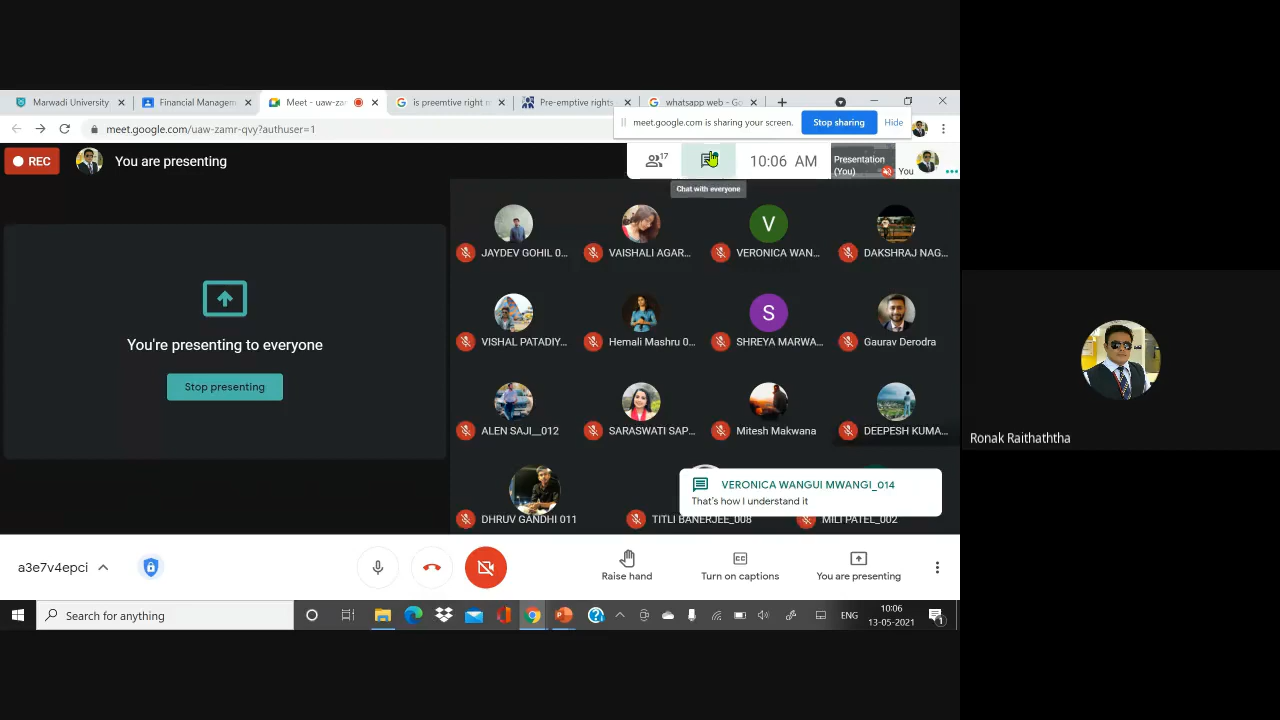 Marwadi University
Financial Managem
Meet - uaw-za
is preemtive right m
Pre-emptive rights
whatsapp web - Go
meet.google.com/uaw-zamr-qvy?authuser=1
meet.google.com is sharing your screen.
Stop sharing
Hide
REC
You are presenting
17
10:06 AM
Presentation
(You)
You
Chat with everyone
JAYDEV GOHIL 0...
VAISHALI AGAR...
V
VERONICA WAN...
DAKSHRAJ NAG...
You're presenting to everyone
Stop presenting
VISHAL PATADIY...
Hemali Mashru 0...
S
SHREYA MARWA...
Gaurav Derodra
ALEN SAJI__012
SARASWATI SAP...
Mitesh Makwana
DEEPESH KUMA...
VERONICA WANGUI MWANGI_014
That's how I understand it
DHRUV GANDHI 011
TITLI BANERJEE_008
MILI PATEL_002
Ronak Raithaththa
a3e7v4epci
Raise hand
Turn on captions
You are presenting
Search for anything
ENG
10:06
13-05-2021
1